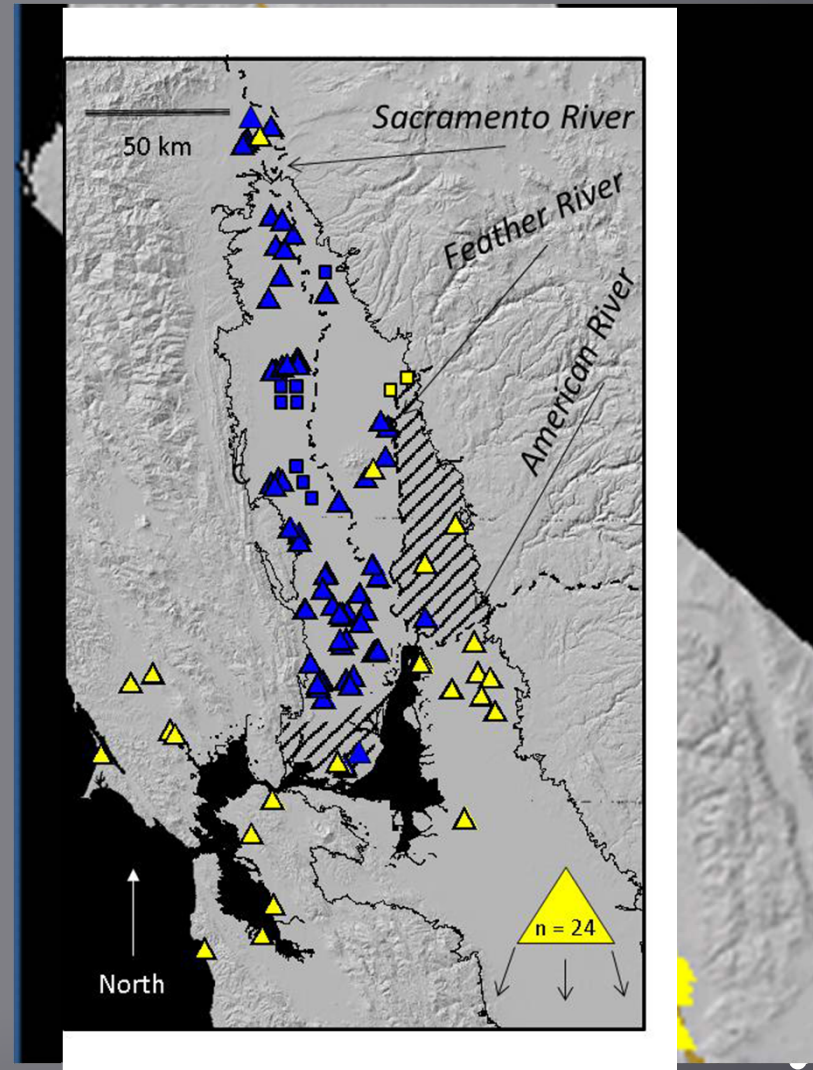 50 km
Sacramento River
Feather River
American River
n = 24
North